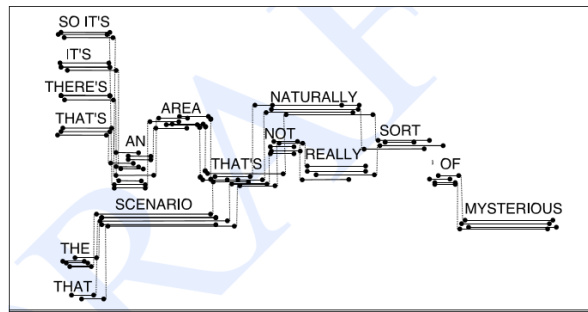 SO IT'S
IT'S
THERE'S
THAT'S
AN
AREA
THAT'S
NATURALLY
NOT
REALLY
SORT
OF
MYSTERIOUS
SCENARIO
THE
THAT